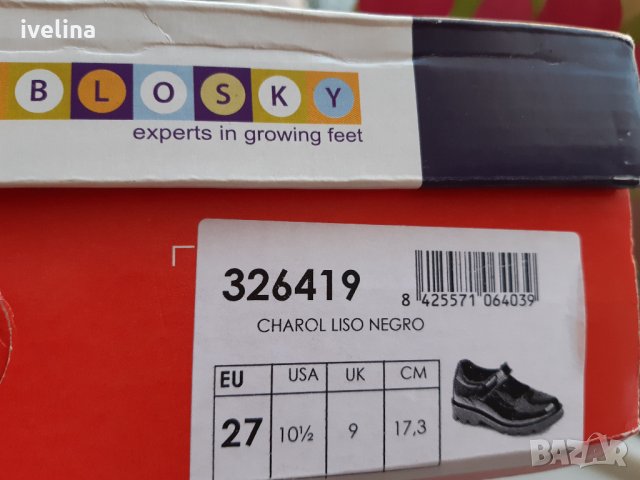 ivelina
BLOSKY
experts in growing feet
326419
8 425571 064039
CHAROL LISO NEGRO
EU USA UK CM
27 10½ 9 17,3
BAZAR